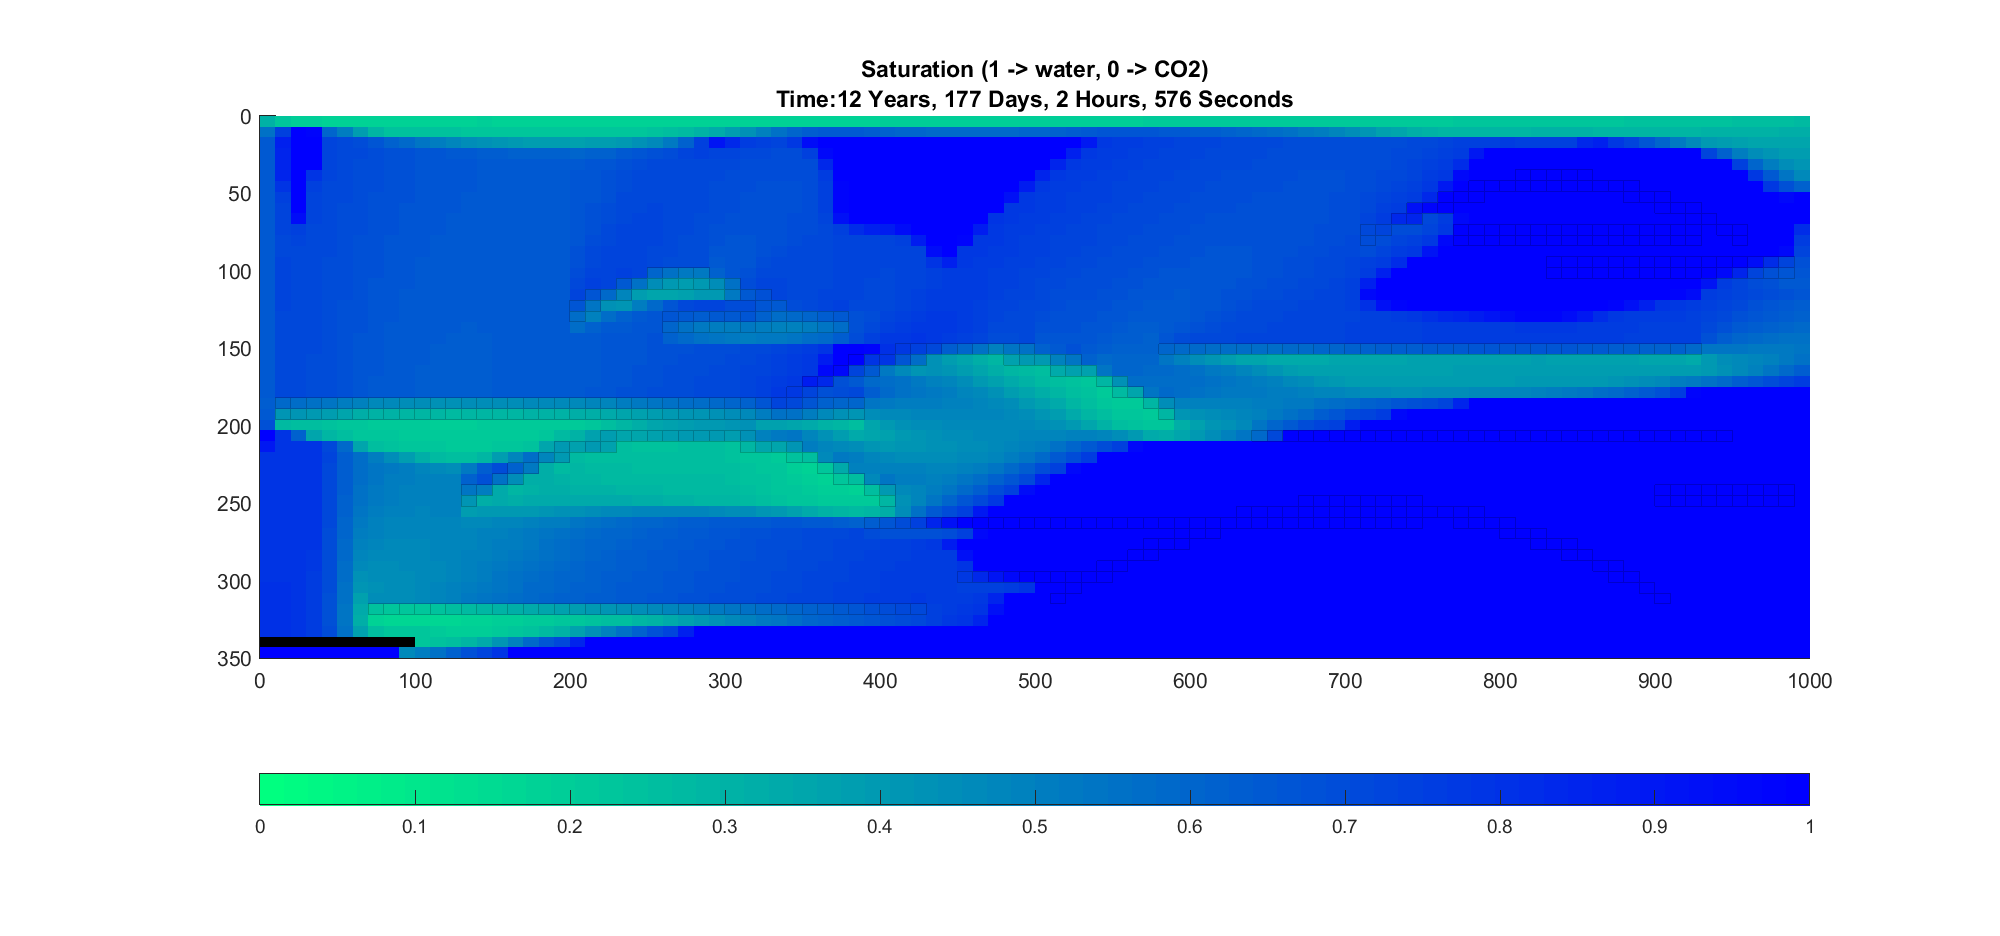 Saturation (1 -> water, 0 -> CO2)
Time:12 Years, 177 Days, 2 Hours, 576 Seconds
0
50
100
150
200
250
300
350
0 100 200 300 400 500 600 700 800 900 1000
0 0.1 0.2 0.3 0.4 0.5 0.6 0.7 0.8 0.9 1